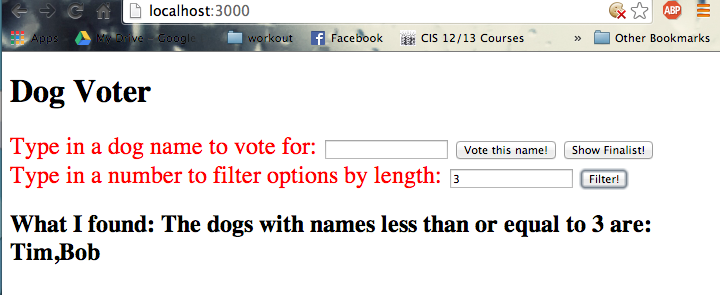 localhost:3000
ABP
Apps My Drive - Google workout Facebook CIS 12/13 Courses » Other Bookmarks
Dog Voter
Type in a dog name to vote for: Vote this name! Show Finalist!
Type in a number to filter options by length: 3 Filter!
What I found: The dogs with names less than or equal to 3 are:
Tim,Bob